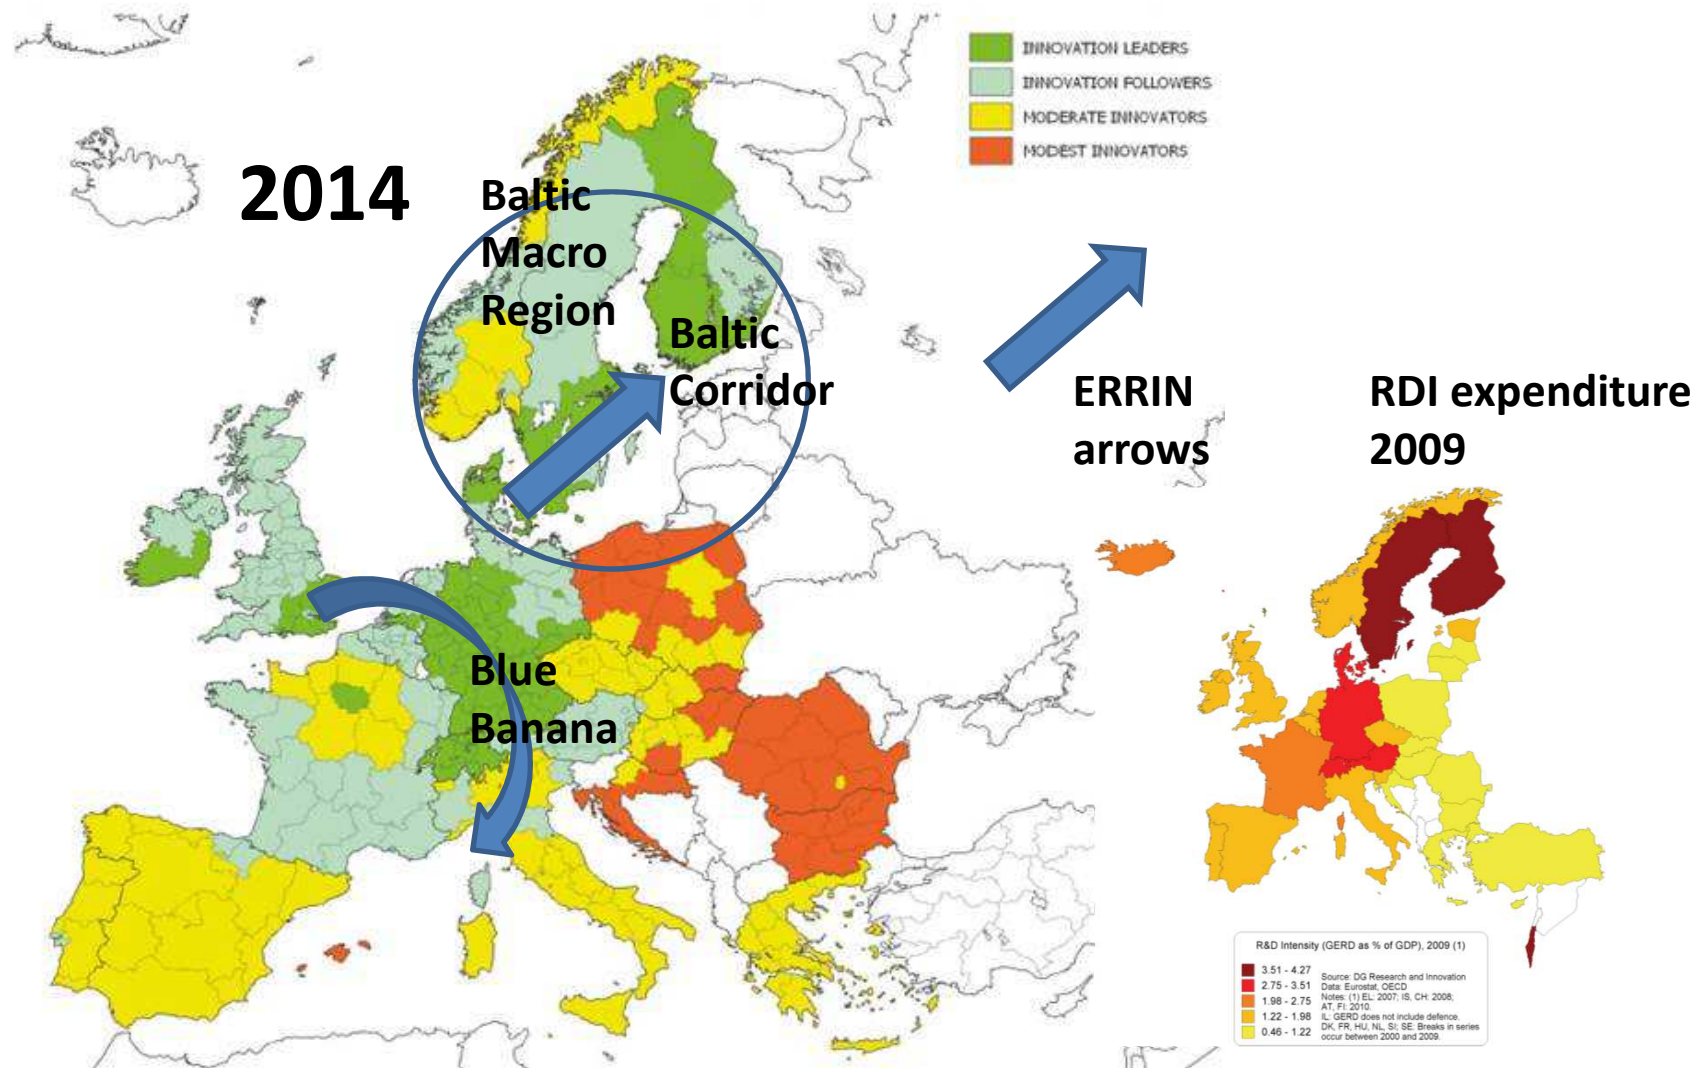 INNOVATION LEADERS
INNOVATION FOLLOWERS
MODERATE INNOVATORS
MODEST INNOVATORS
2014
Baltic
Macro
Region
Baltic
Corridor
ERRIN
arrows
RDI expenditure
2009
Blue
Banana
R&D Intensity (GERD as % of GDP), 2009 (1)
3.51 - 4.27
2.75 - 3.51
1.98 - 2.75
1.22 - 1.98
0.46 - 1.22
Source: DG Research and Innovation
Data: Eurostat, OECD
Notes: (1) EL: 2007; IS, CH: 2008;
AT, FI: 2010.
IL: GERD does not include defence.
DK, FR, HU, NL, SI; SE: Breaks in series
occur between 2000 and 2009.